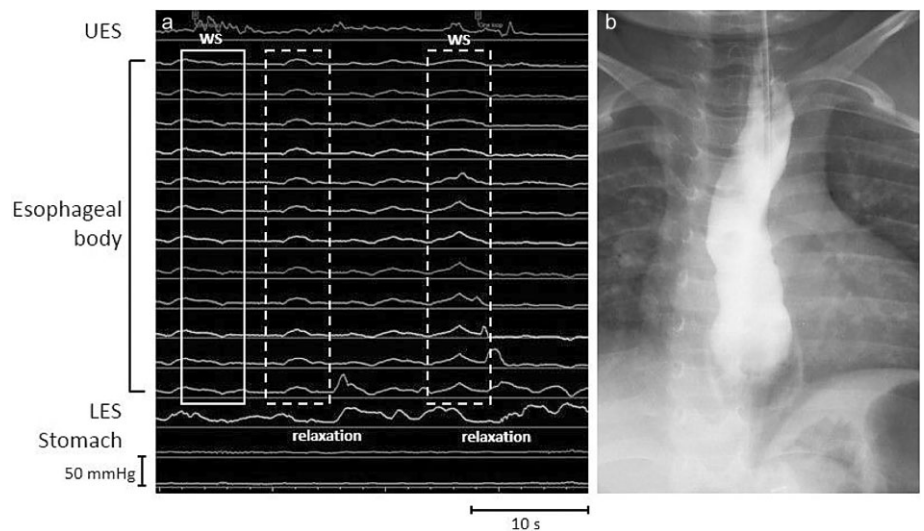 a
b
UES
WS
WS
Esophageal
body
LES
relaxation
relaxation
Stomach
50 mmHg
10 s